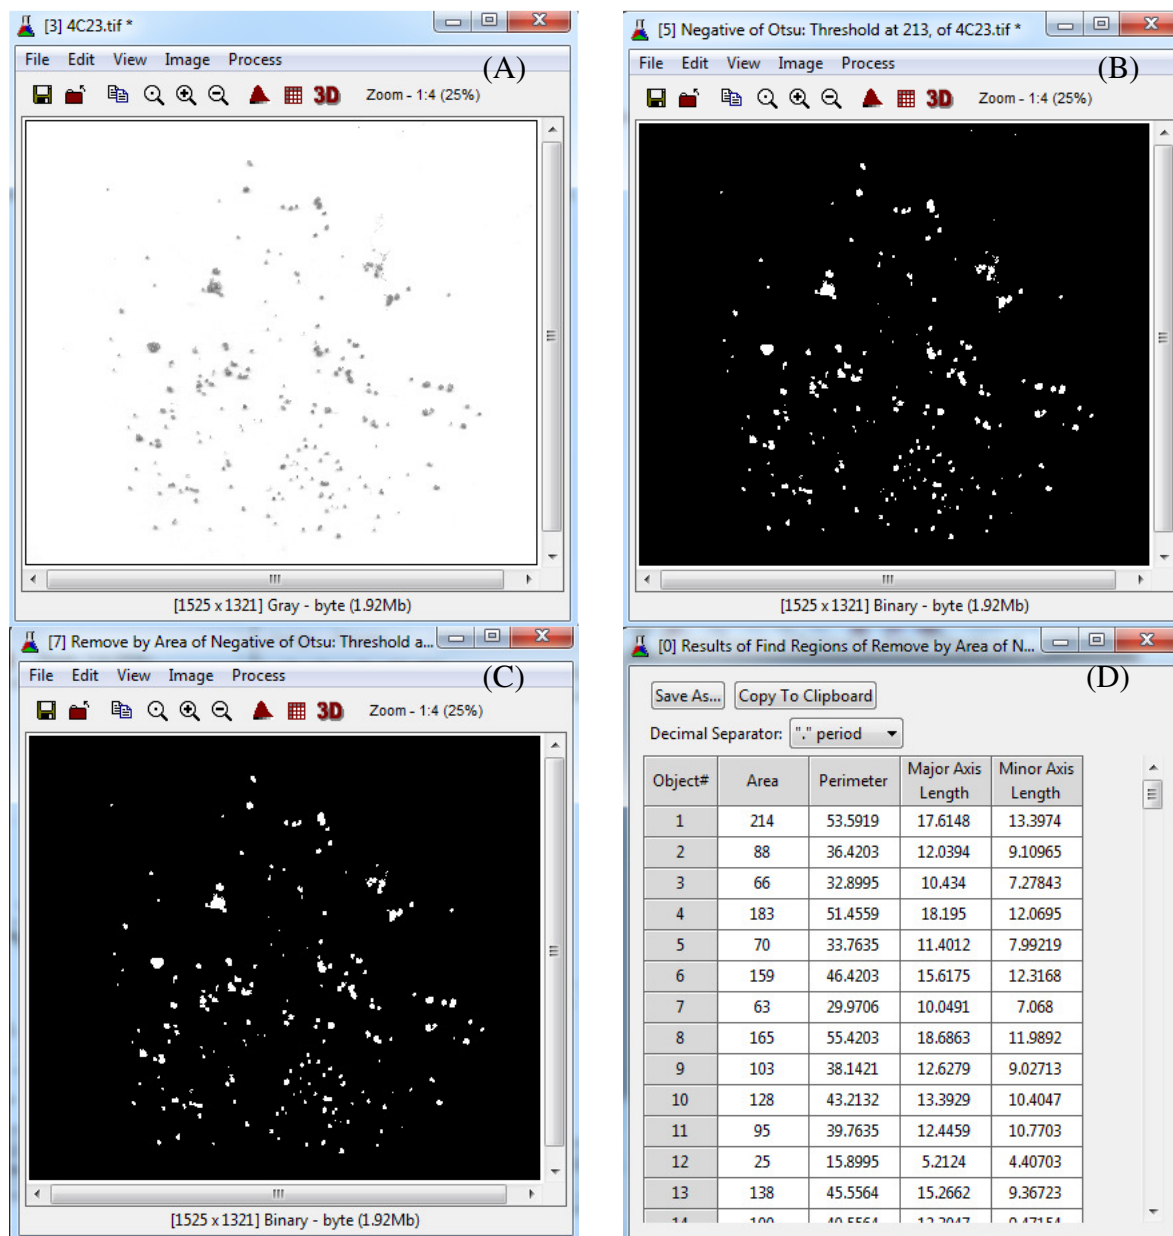 [3] 4C23.tif *
File Edit View Image Process
(A)
3D Zoom - 1:4 (25%)
[1525 x 1321] Gray - byte (1.92Mb)
[5] Negative of Otsu: Threshold at 213, of 4C23.tif *
File Edit View Image Process
(B)
3D Zoom - 1:4 (25%)
[1525 x 1321] Binary - byte (1.92Mb)
[7] Remove by Area of Negative of Otsu: Threshold a...
File Edit View Image Process
(C)
3D Zoom - 1:4 (25%)
[1525 x 1321] Binary - byte (1.92Mb)
[0] Results of Find Regions of Remove by Area of N...
(D)
Save As... Copy To Clipboard
Decimal Separator: "." period
Object# Area Perimeter Major Axis Length Minor Axis Length
1 214 53.5919 17.6148 13.3974
2 88 36.4203 12.0394 9.10965
3 66 32.8995 10.434 7.27843
4 183 51.4559 18.195 12.0695
5 70 33.7635 11.4012 7.99219
6 159 46.4203 15.6175 12.3168
7 63 29.9706 10.0491 7.068
8 165 55.4203 18.6863 11.9892
9 103 38.1421 12.6279 9.02713
10 128 43.2132 13.3929 10.4047
11 95 39.7635 12.4459 10.7703
12 25 15.8995 5.2124 4.40703
13 138 45.5564 15.2662 9.36723